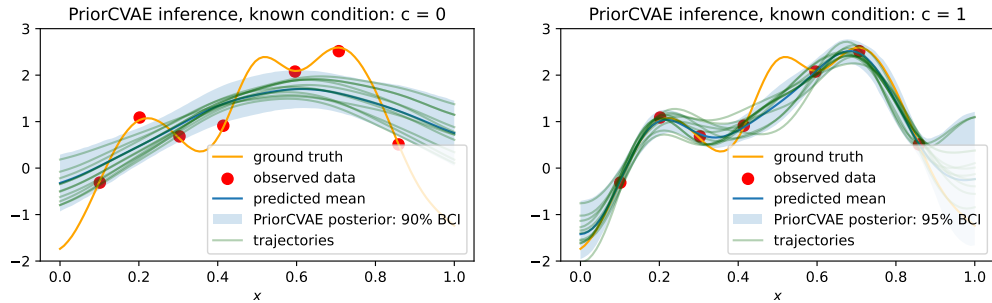 PriorCVAE inference, known condition: c = 0
3
2
1
0
−1
−2
0.0 0.2 0.4 0.6 0.8 1.0
x
ground truth
observed data
predicted mean
PriorCVAE posterior: 90% BCI
trajectories
PriorCVAE inference, known condition: c = 1
3
2
1
0
−1
−2
0.0 0.2 0.4 0.6 0.8 1.0
x
ground truth
observed data
predicted mean
PriorCVAE posterior: 95% BCI
trajectories